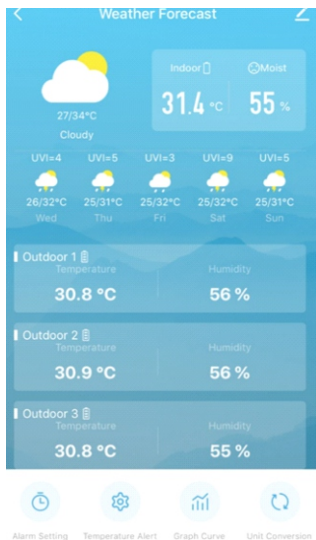 Weather Forecast
Indoor Moist
31.4 °C 55 %
27/34°C
Cloudy
UVI=4 UVI=5 UVI=3 UVI=9 UVI=5
26/32°C 25/31°C 25/32°C 25/32°C 25/31°C
Wed Thu Fri Sat Sun
Outdoor 1
Temperature Humidity
30.8 °C 56 %
Outdoor 2
Temperature Humidity
30.9 °C 56 %
Outdoor 3
Temperature Humidity
30.8 °C 55 %
Alarm Setting Temperature Alert Graph Curve Unit Conversion